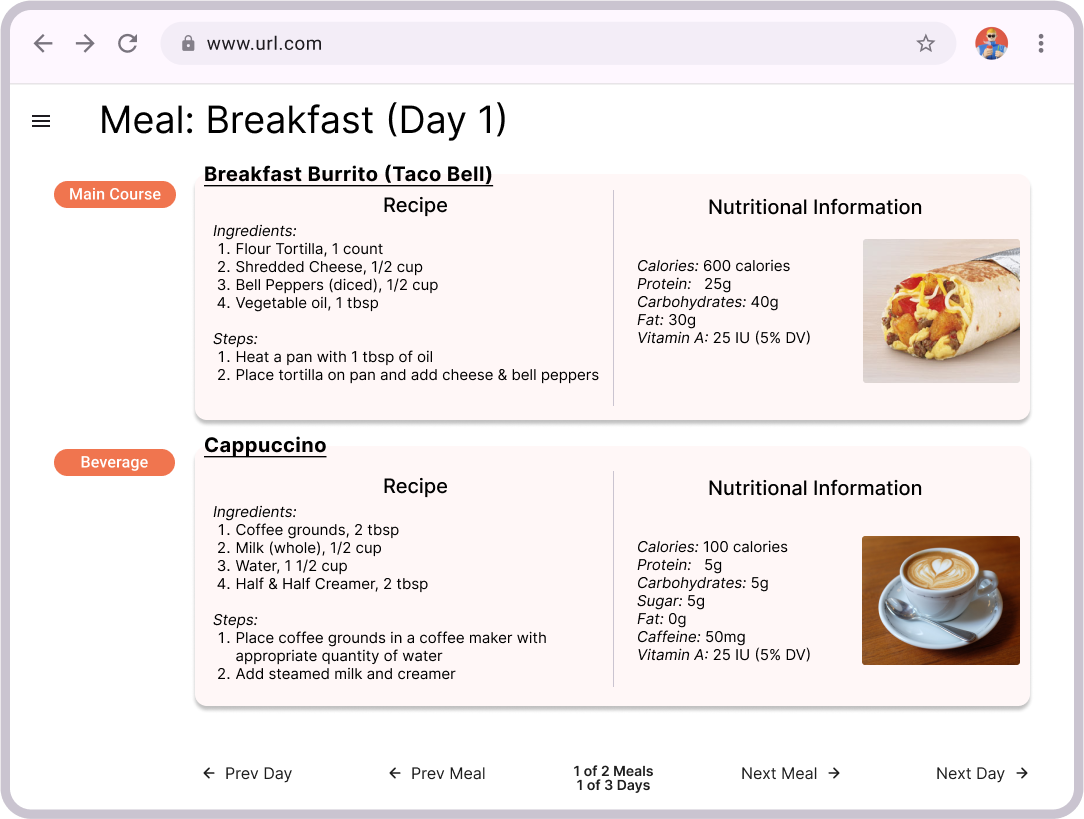 www.url.com
Meal: Breakfast (Day 1)
Main Course
Breakfast Burrito (Taco Bell)
Recipe
Ingredients:
1. Flour Tortilla, 1 count
2. Shredded Cheese, 1/2 cup
3. Bell Peppers (diced), 1/2 cup
4. Vegetable oil, 1 tbsp
Steps:
1. Heat a pan with 1 tbsp of oil
2. Place tortilla on pan and add cheese & bell peppers
Nutritional Information
Calories: 600 calories
Protein: 25g
Carbohydrates: 40g
Fat: 30g
Vitamin A: 25 IU (5% DV)
Beverage
Cappuccino
Recipe
Ingredients:
1. Coffee grounds, 2 tbsp
2. Milk (whole), 1/2 cup
3. Water, 1 1/2 cup
4. Half & Half Creamer, 2 tbsp
Steps:
1. Place coffee grounds in a coffee maker with
appropriate quantity of water
2. Add steamed milk and creamer
Nutritional Information
Calories: 100 calories
Protein: 5g
Carbohydrates: 5g
Sugar: 5g
Fat: 0g
Caffeine: 50mg
Vitamin A: 25 IU (5% DV)
Prev Day
Prev Meal
1 of 2 Meals
1 of 3 Days
Next Meal
Next Day